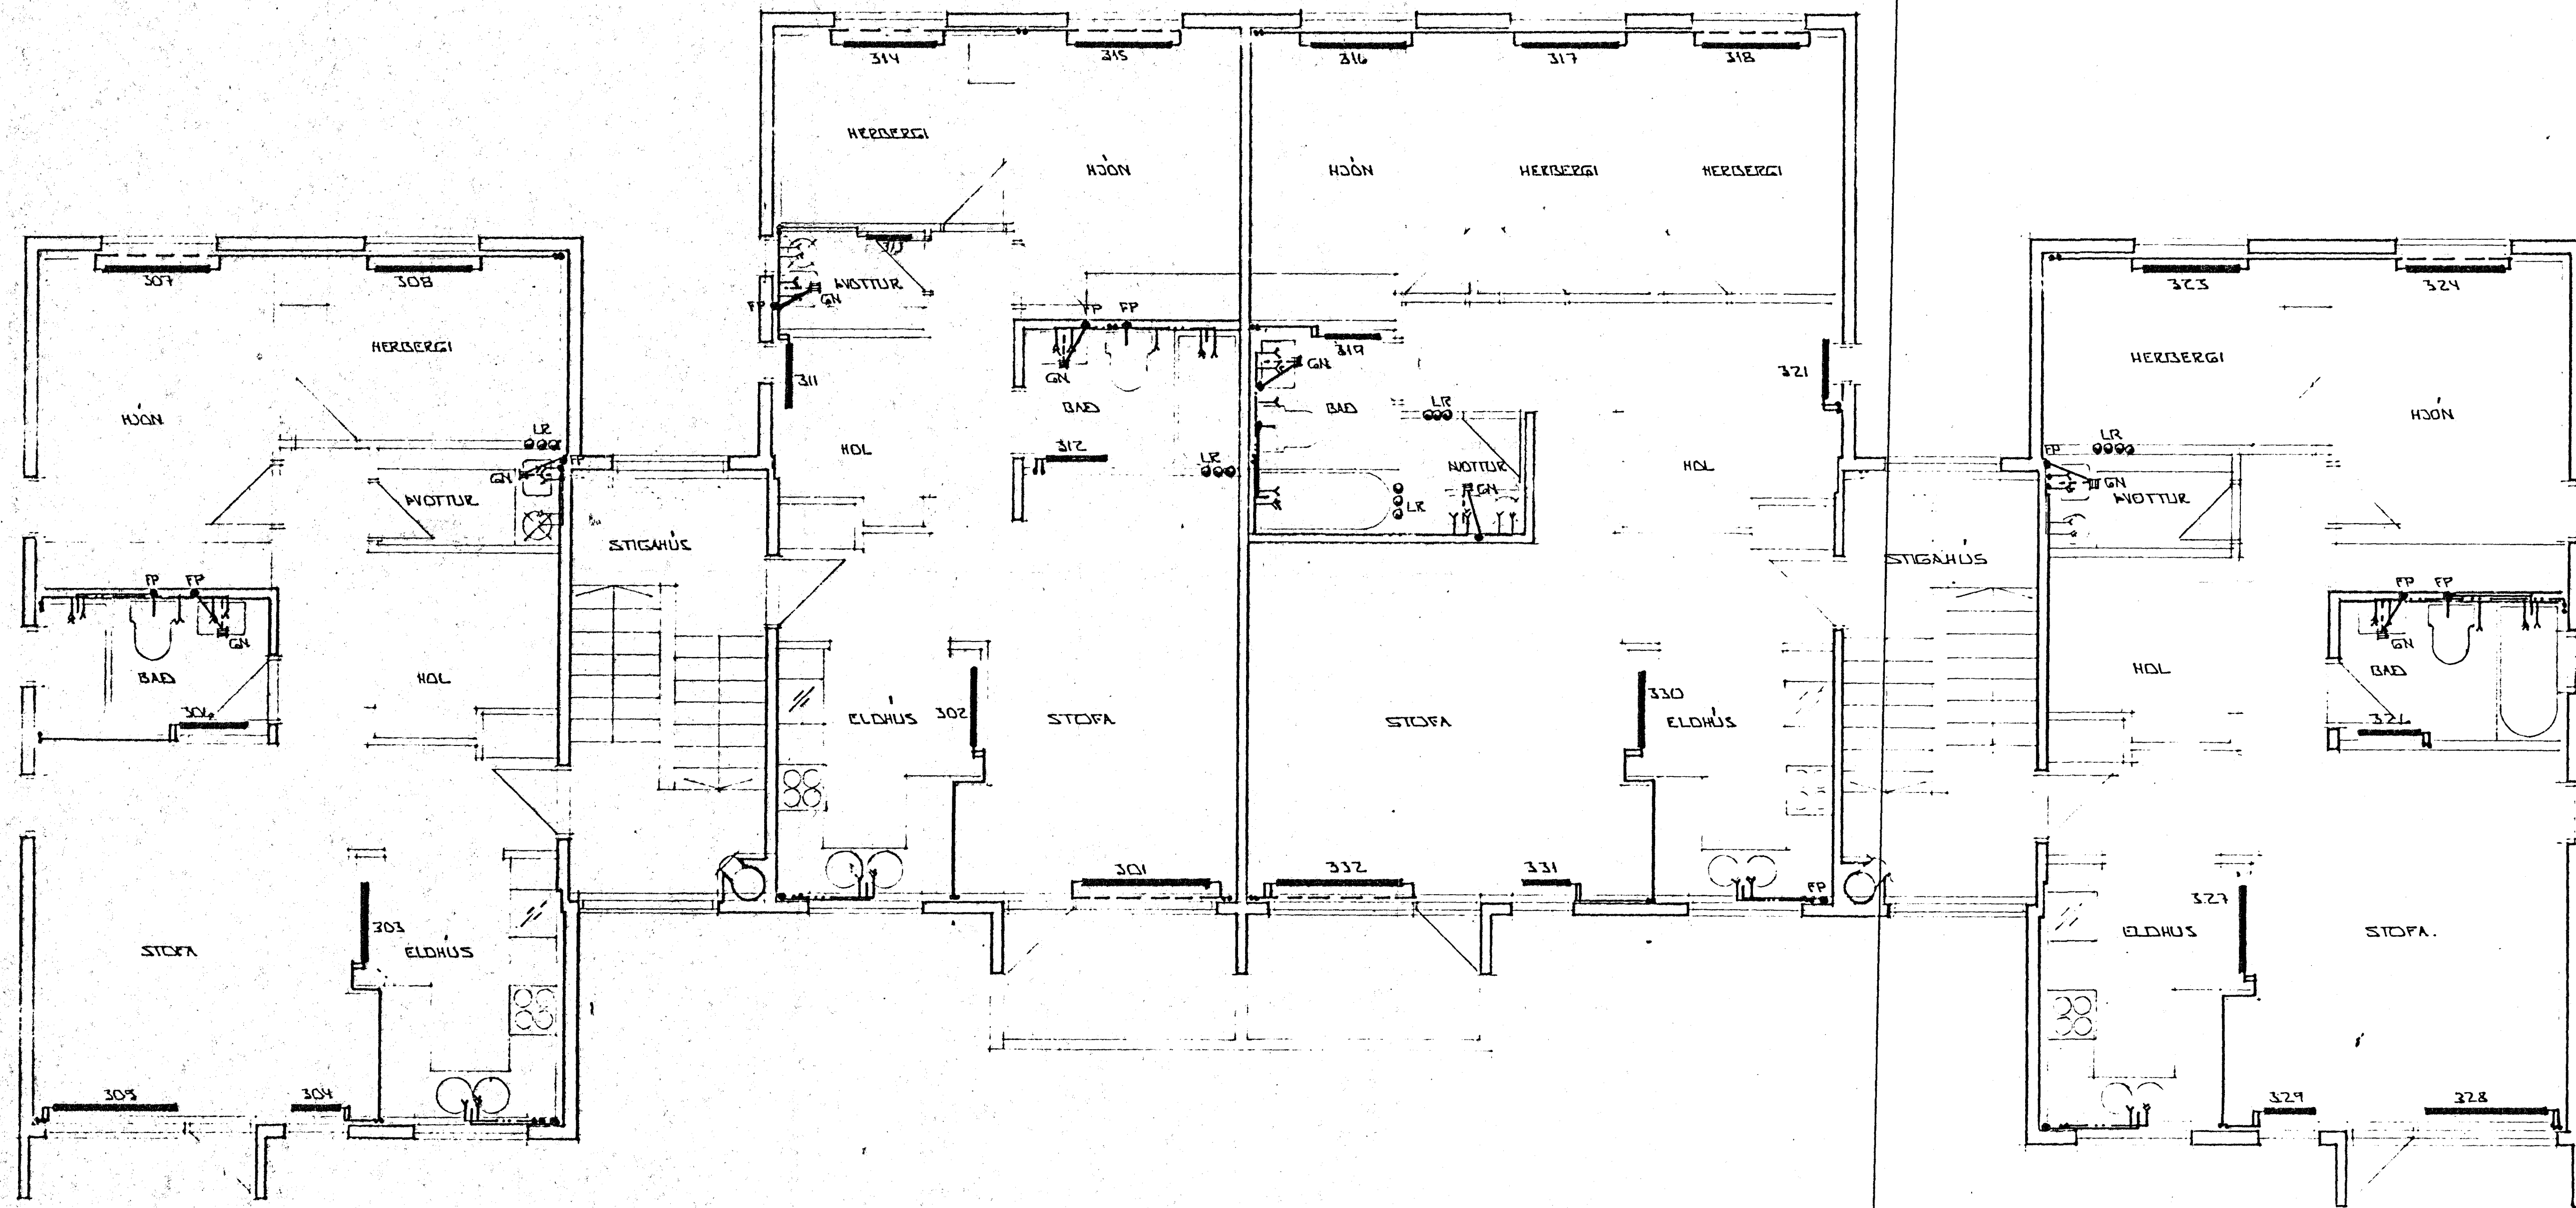 314
315
316
317
318
HERBERGI
HJÓN
HJÓN
HERBERGI
HERBERGI
ÞVOTTUR
GN
FP
FP
FP
GN
BAÐ
311
312
HOL
LR
319
GN
BAÐ
LR
ÞVOTTUR
GN
LR
HOL
321
307
308
HJÓN
HERBERGI
LR
FP
GN
ÞVOTTUR
STIGAHÚS
FP
FP
GN
BAÐ
306
HOL
ELDHÚS
302
STOFA
STOFA
330
ELDHÚS
STIGAHÚS
301
332
331
FP
303
STOFA
ELDHÚS
305
304
323
324
HERBERGI
HJÓN
LR
FP
GN
ÞVOTTUR
FP
FP
GN
BAÐ
HOL
326
327
ELDHÚS
STOFA.
329
328